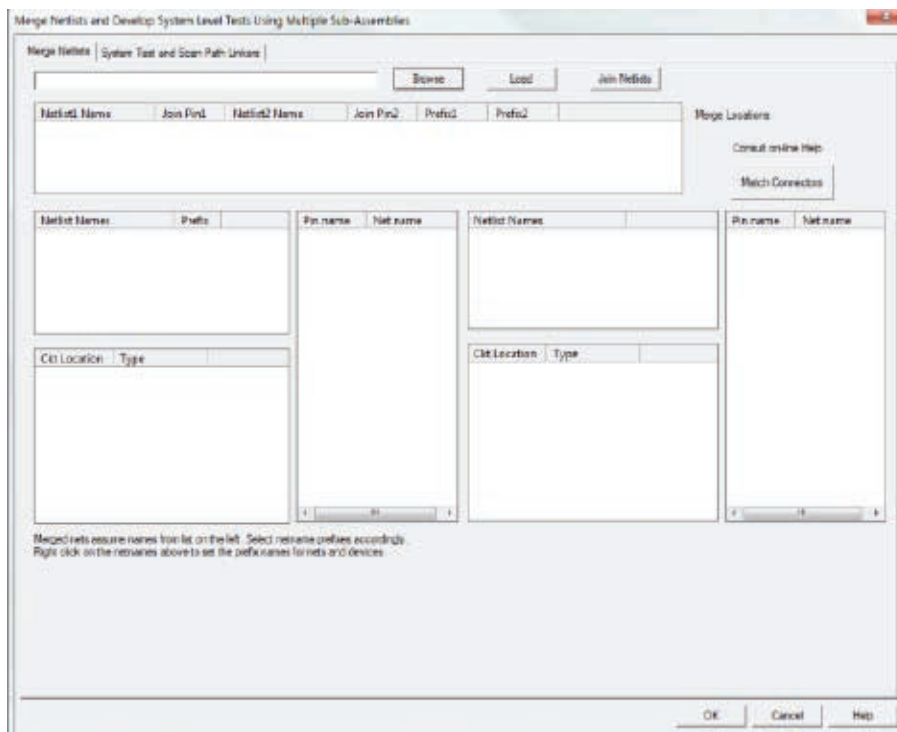 Merge Netlists and Develop System Level Tests Using Multiple Sub-Assemblies
Merge Netlists System Test and Scan Path Linkers
Browse Load Join Netlists
Netlist1 Name Join Pin1 Netlist2 Name Join Pin2 Prefix1 Prefix2
Merge Locations
Consult on-line Help
Match Connectors
Netlist Names Prefix Pin name Net name Netlist Names Pin name Net name
Ckt Location Type Ckt Location Type
Merged nets assume names from list on the left. Select netname prefixes accordingly.
Right click on the netnames above to set the prefix names for nets and devices
OK Cancel Help